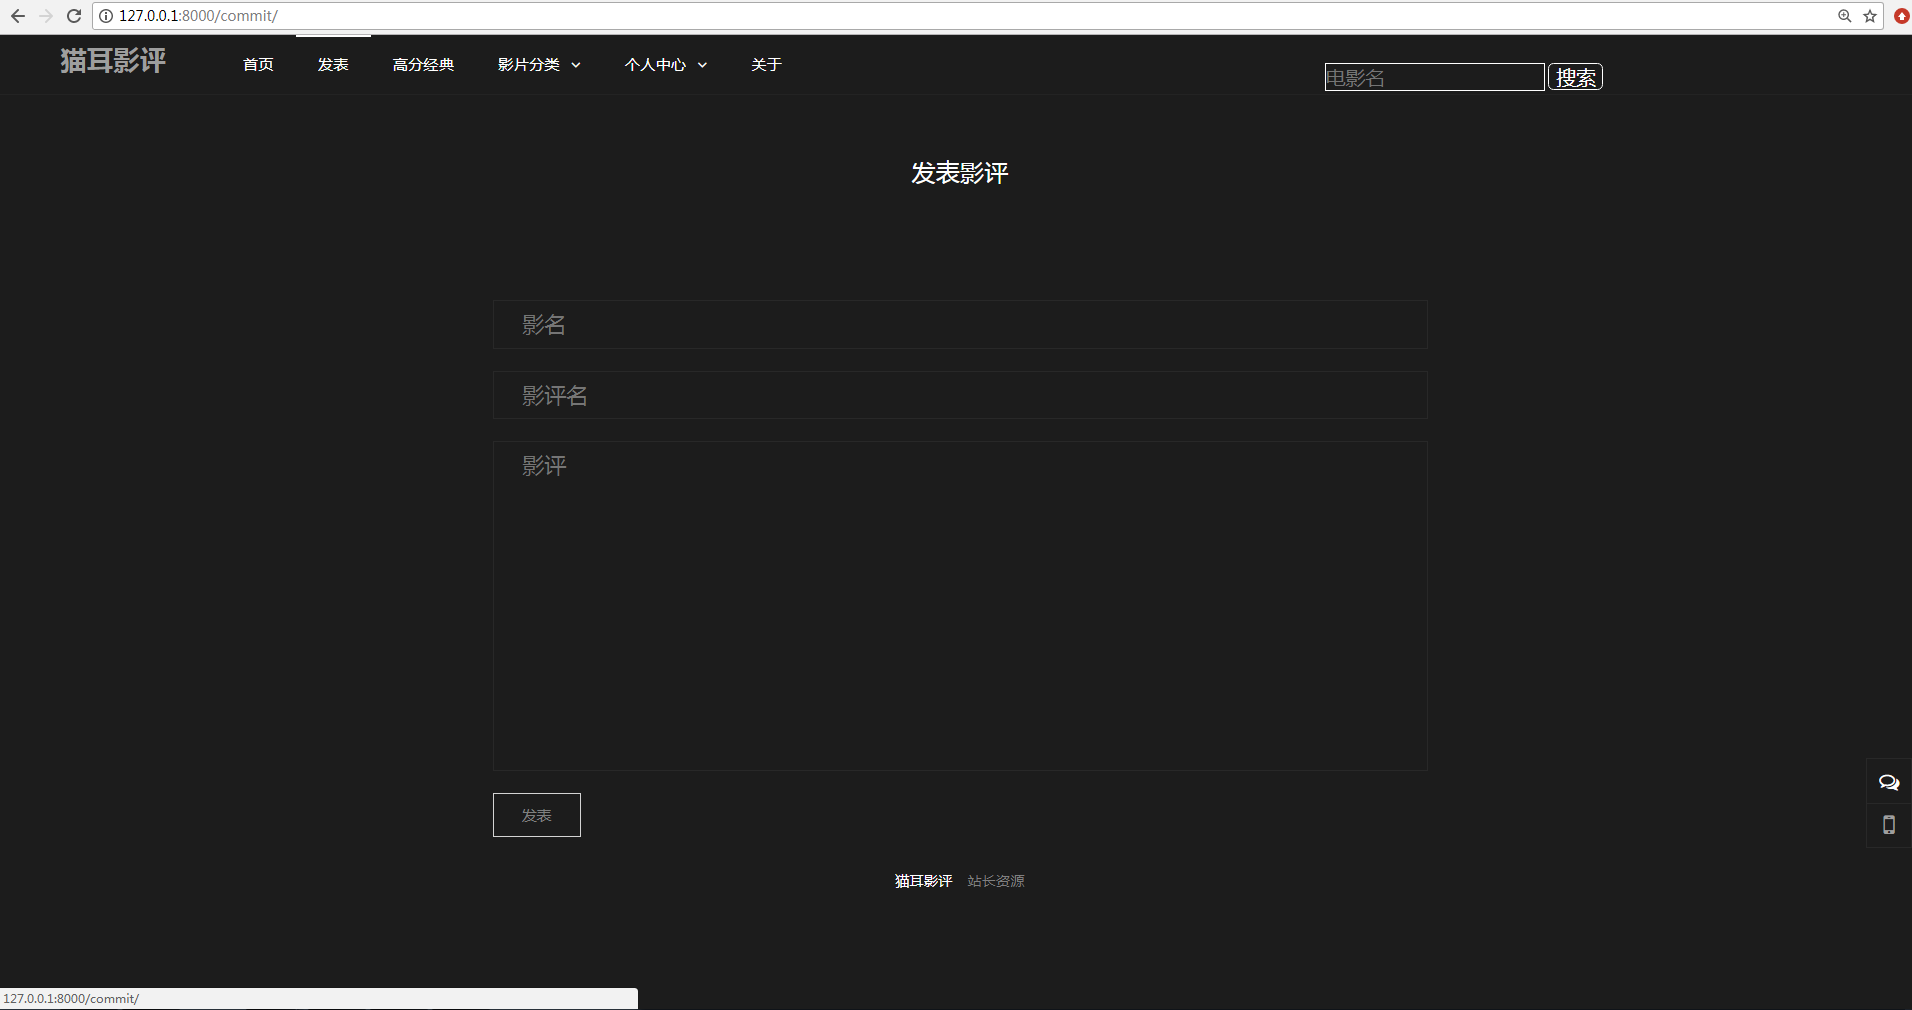 127.0.0.1:8000/commit/
猫耳影评 首页 发表 高分经典 影片分类 个人中心 关于 电影名 搜索
发表影评
影名
影评名
影评
发表
猫耳影评 站长资源
127.0.0.1:8000/commit/